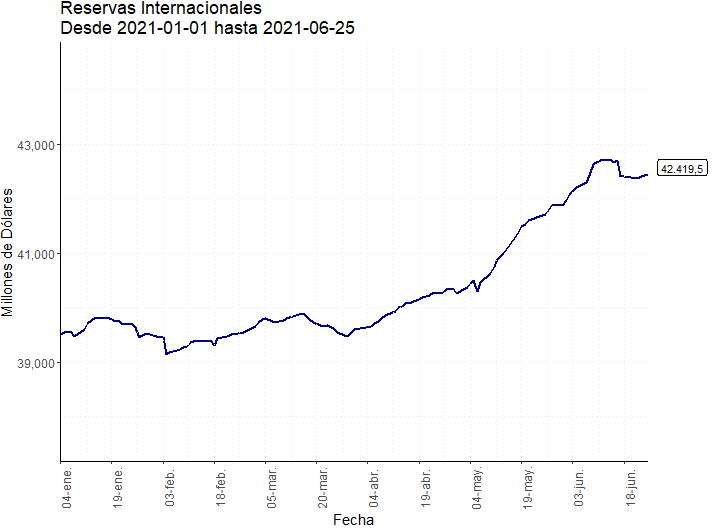 Reservas Internacionales
Desde 2021-01-01 hasta 2021-06-25
Millones de Dólares
43,000
41,000
39,000
42.419,5
04-ene.
19-ene.
03-feb.
18-feb.
05-mar.
20-mar.
04-abr.
19-abr.
04-may.
19-may.
03-jun.
18-jun.
Fecha